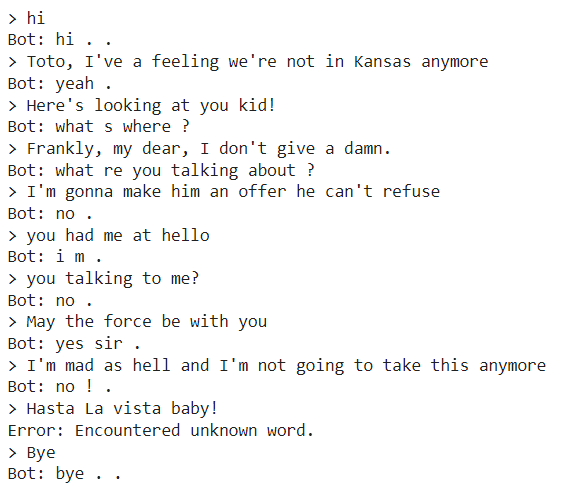 > hi
Bot: hi . .
> Toto, I've a feeling we're not in Kansas anymore
Bot: yeah .
> Here's looking at you kid!
Bot: what s where ?
> Frankly, my dear, I don't give a damn.
Bot: what re you talking about ?
> I'm gonna make him an offer he can't refuse
Bot: no .
> you had me at hello
Bot: i m .
> you talking to me?
Bot: no .
> May the force be with you
Bot: yes sir .
> I'm mad as hell and I'm not going to take this anymore
Bot: no ! .
> Hasta La vista baby!
Error: Encountered unknown word.
> Bye
Bot: bye . .